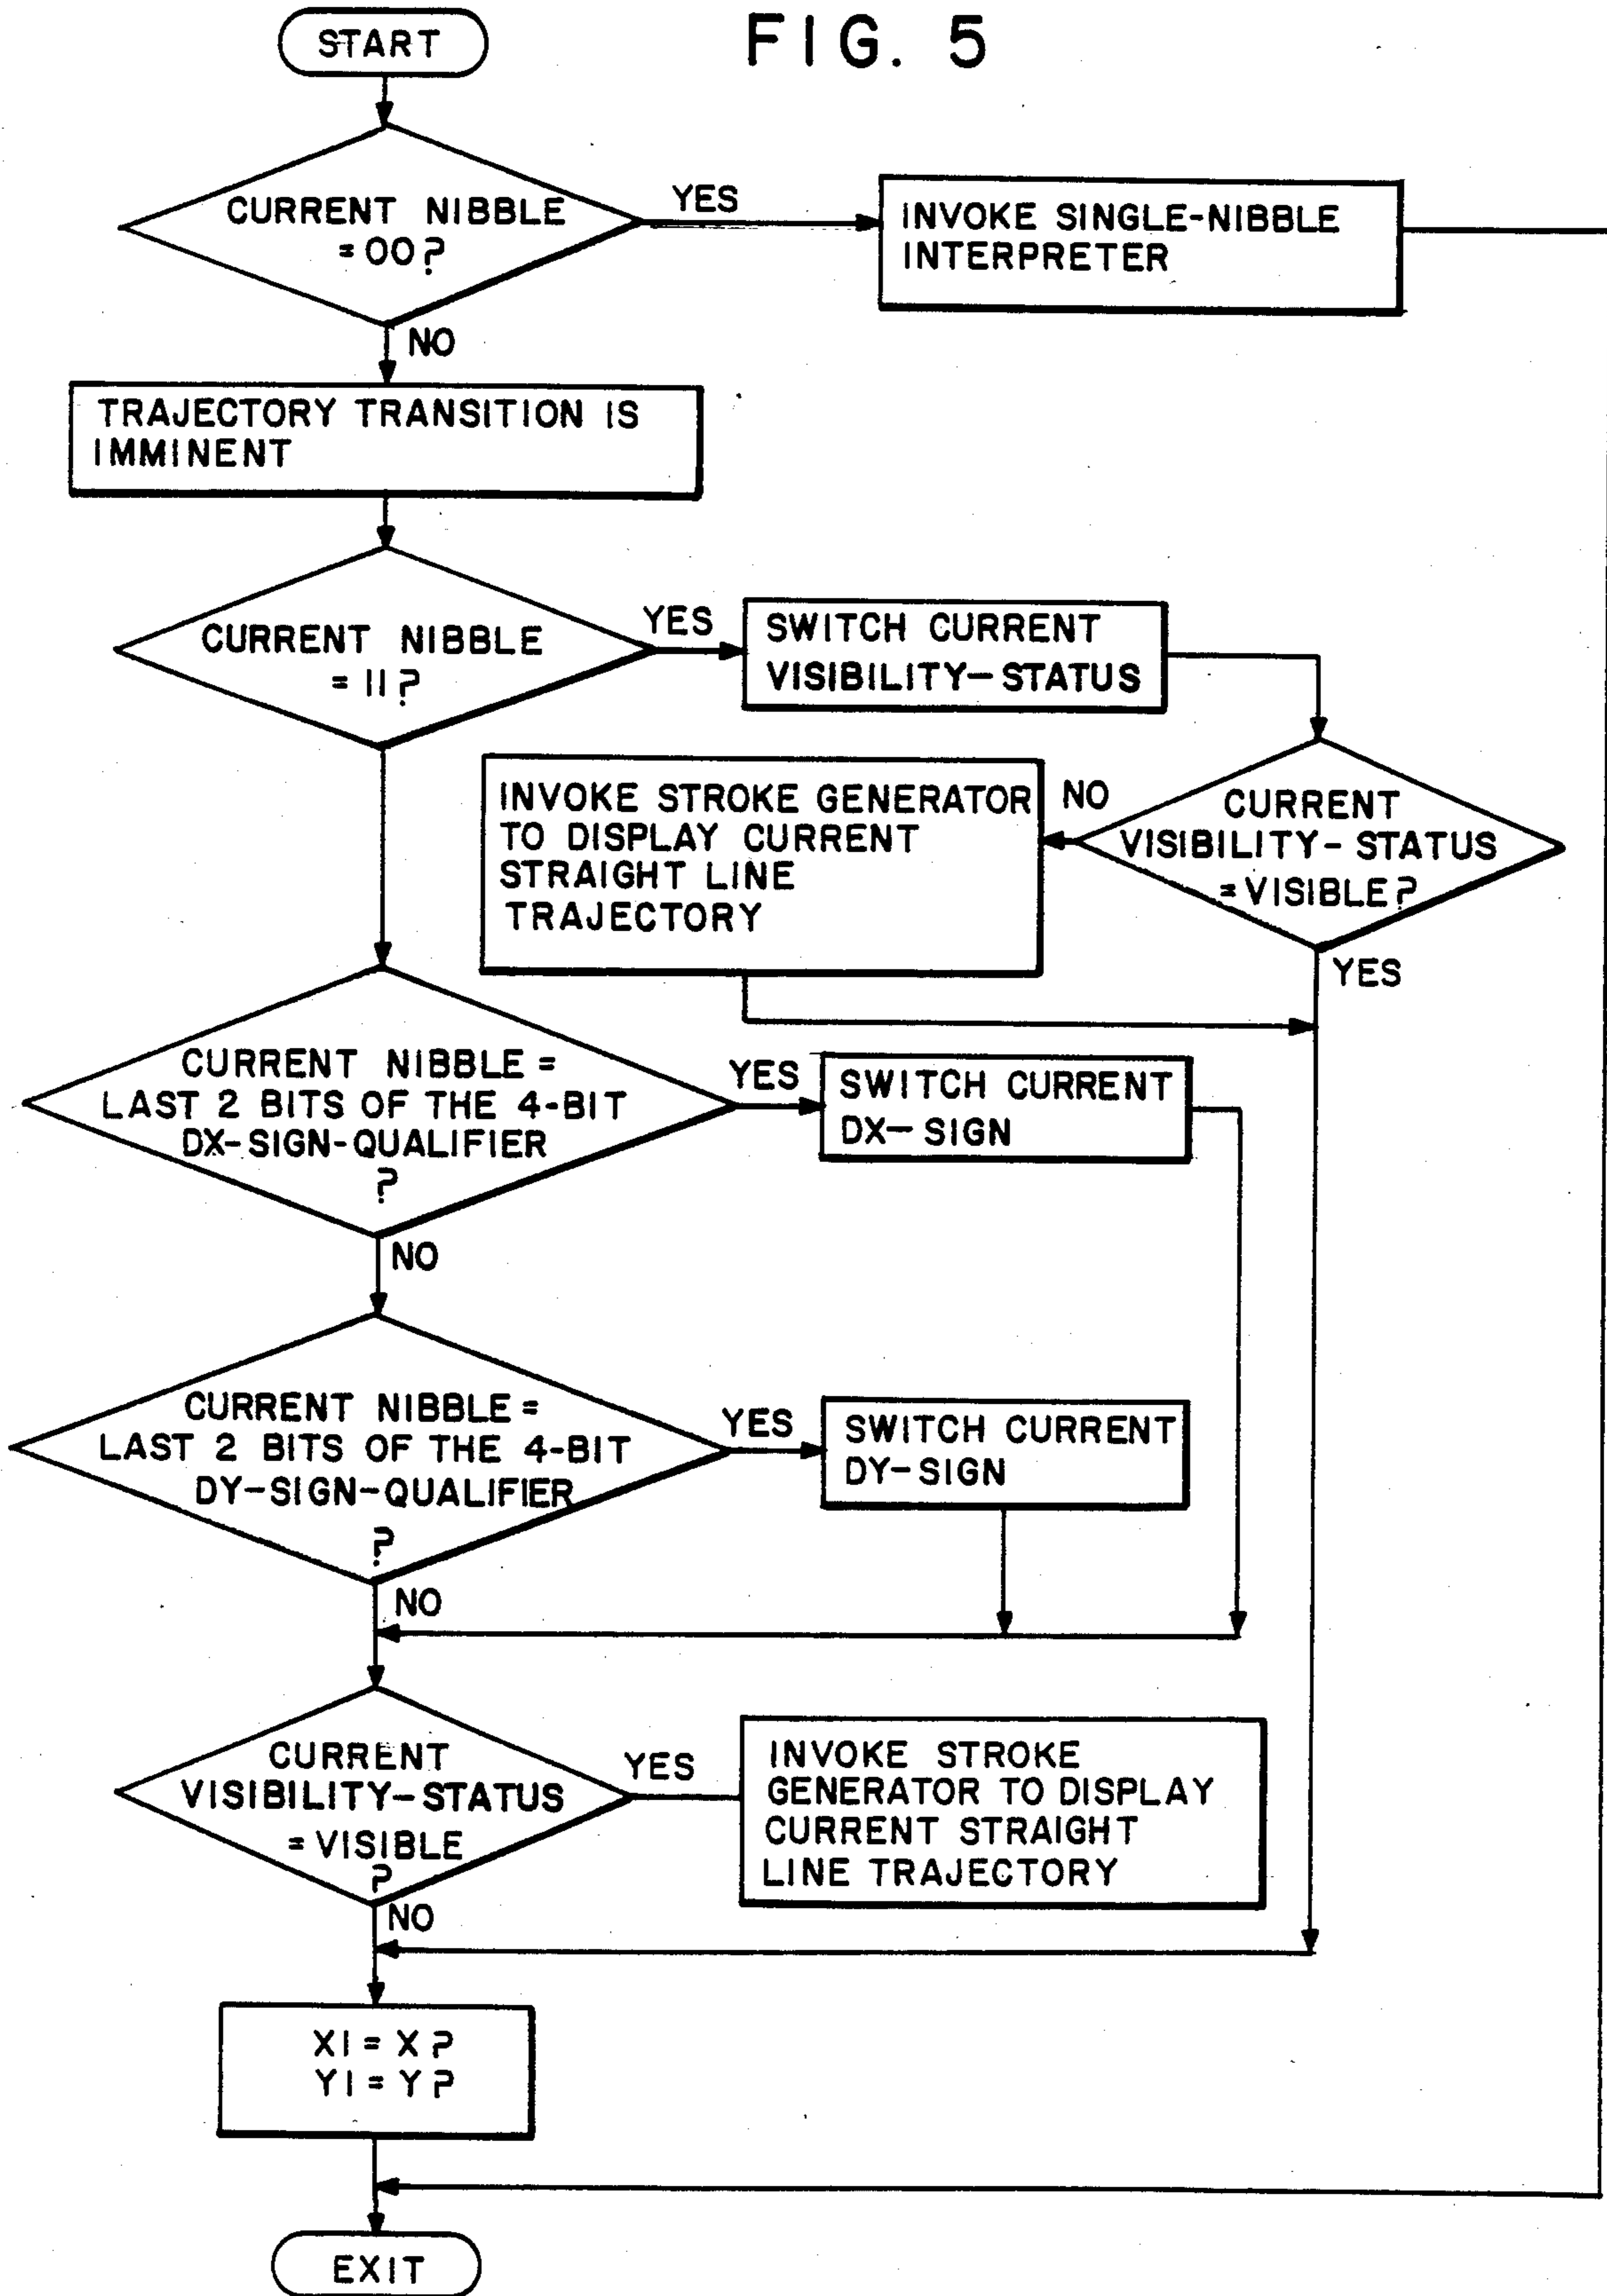 FIG. 5
START
CURRENT NIBBLE
=00?
YES
INVOKE SINGLE-NIBBLE
INTERPRETER
NO
TRAJECTORY TRANSITION IS
IMMINENT
CURRENT NIBBLE
= 11?
YES
SWITCH CURRENT
VISIBILITY-STATUS
CURRENT
VISIBILITY-STATUS
=VISIBLE?
NO
INVOKE STROKE GENERATOR
TO DISPLAY CURRENT
STRAIGHT LINE
TRAJECTORY
YES
CURRENT NIBBLE =
LAST 2 BITS OF THE 4-BIT
DX-SIGN-QUALIFIER
?
YES
SWITCH CURRENT
DX-SIGN
NO
CURRENT NIBBLE =
LAST 2 BITS OF THE 4-BIT
DY-SIGN-QUALIFIER
?
YES
SWITCH CURRENT
DY-SIGN
NO
CURRENT
VISIBILITY-STATUS
=VISIBLE
?
YES
INVOKE STROKE
GENERATOR TO DISPLAY
CURRENT STRAIGHT
LINE TRAJECTORY
NO
X1 = X?
Y1 = Y?
EXIT